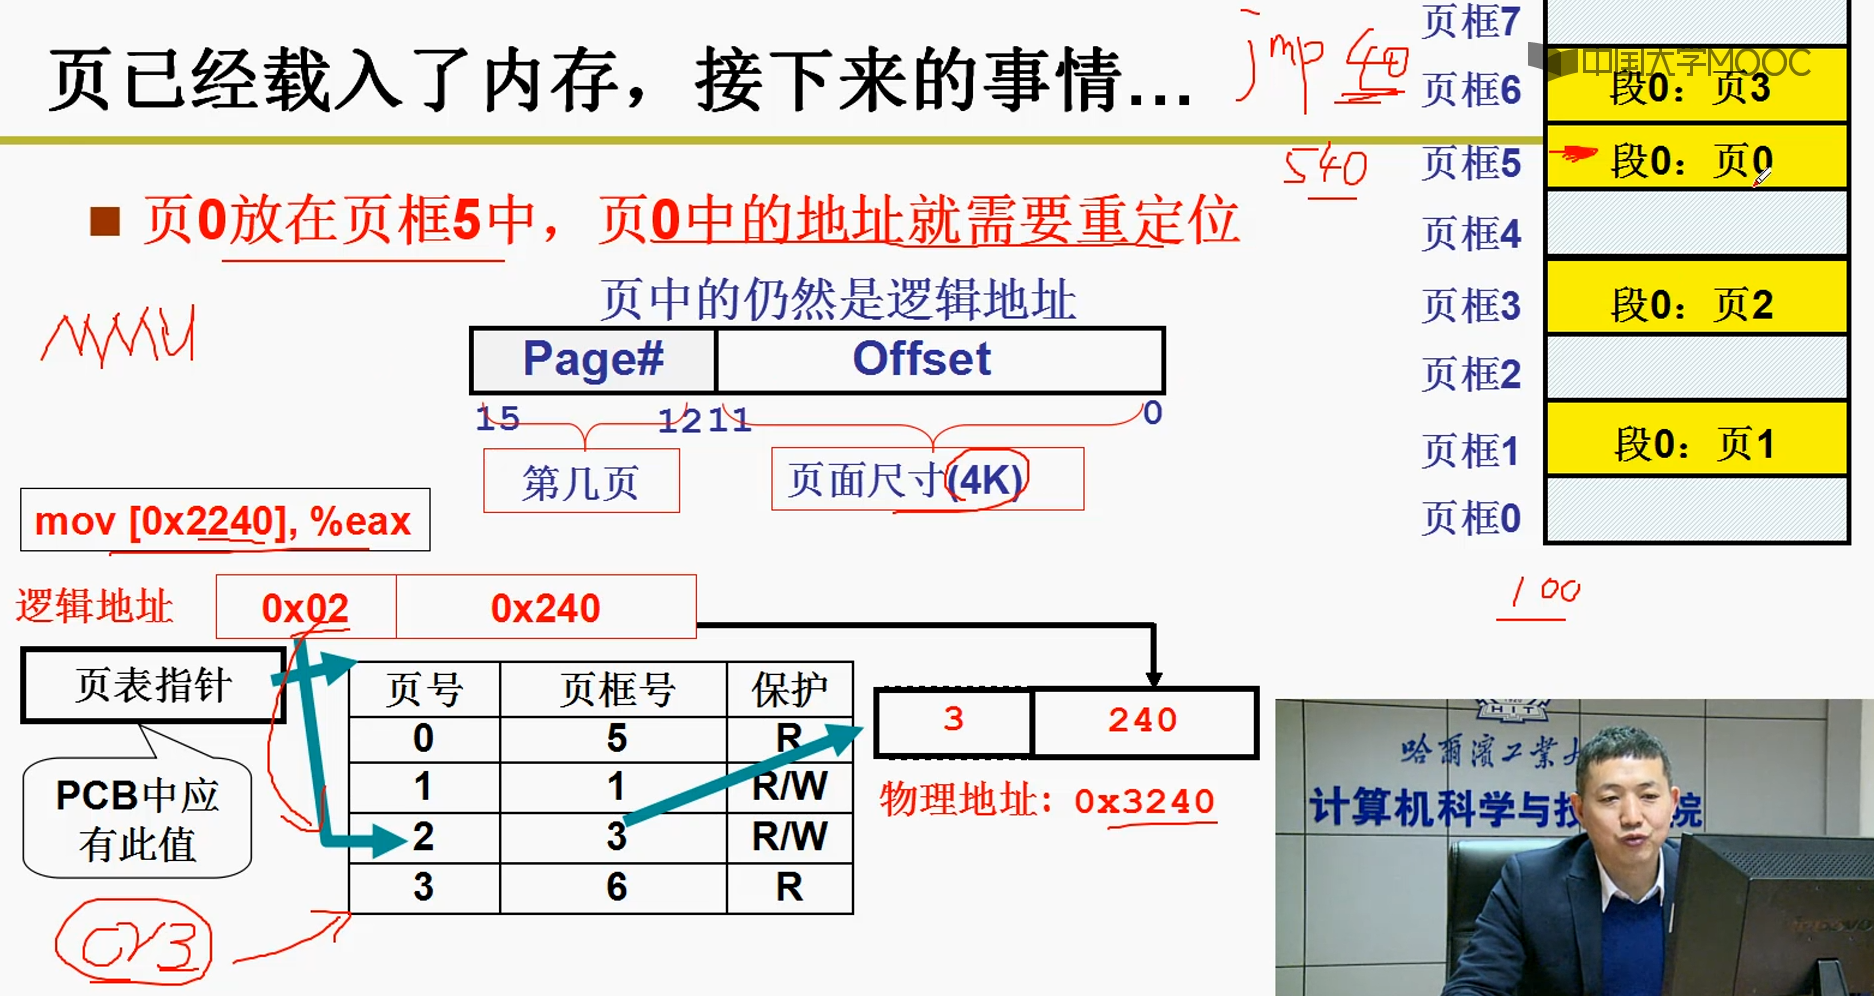 页已经载入了内存，接下来的事情...
jmp 40
540
页0放在页框5中，页0中的地址就需要重定位
MMU
页中的仍然是逻辑地址
Page# Offset
15 12 11 0
第几页 页面尺寸(4K)
mov [0x2240], %eax
逻辑地址 0x02 0x240
页表指针
PCB中应
有此值
cr3
页号 页框号 保护
0 5 R
1 1 R/W
2 3 R/W
3 6 R
3 240
物理地址：0x3240
中国大学MOOC
页框7
页框6 段0：页3
页框5 段0：页0
页框4
页框3 段0：页2
页框2
页框1 段0：页1
页框0
100
HIT
哈尔滨工业大
计算机科学与技 院